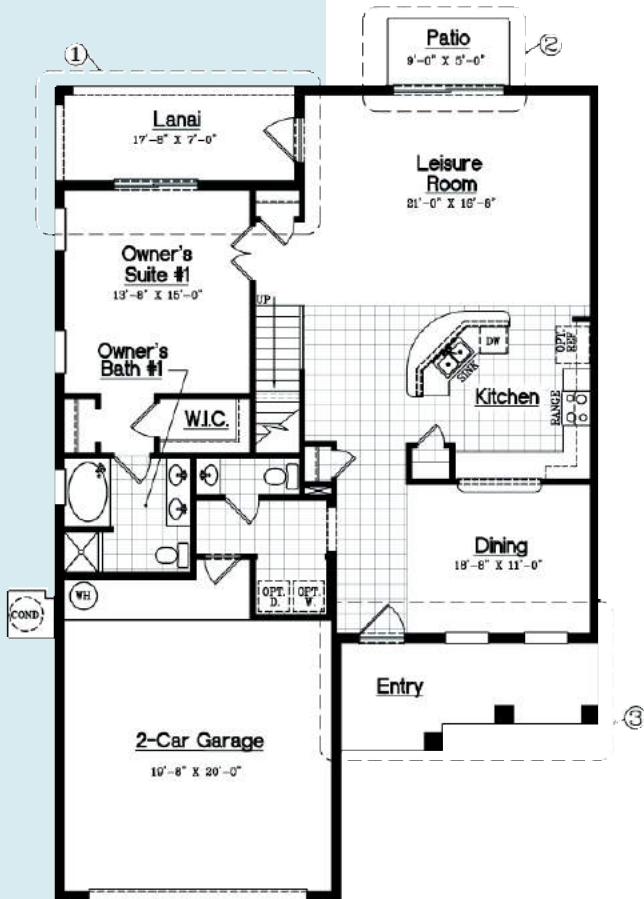 ①
②
Patio
9'-0" X 5'-0"
Lanai
17'-8" X 7'-0"
Leisure
Room
21'-0" X 16'-6"
Owner's
Suite #1
13'-8" X 15'-0"
UP
Owner's
Bath #1
DW
SINK
OPT.
REF
Kitchen
RANGE
W.I.C.
Dining
18'-8" X 11'-0"
WH
OPT.
D.
OPT.
W.
COND
Entry
③
2-Car Garage
19'-8" X 20'-0"